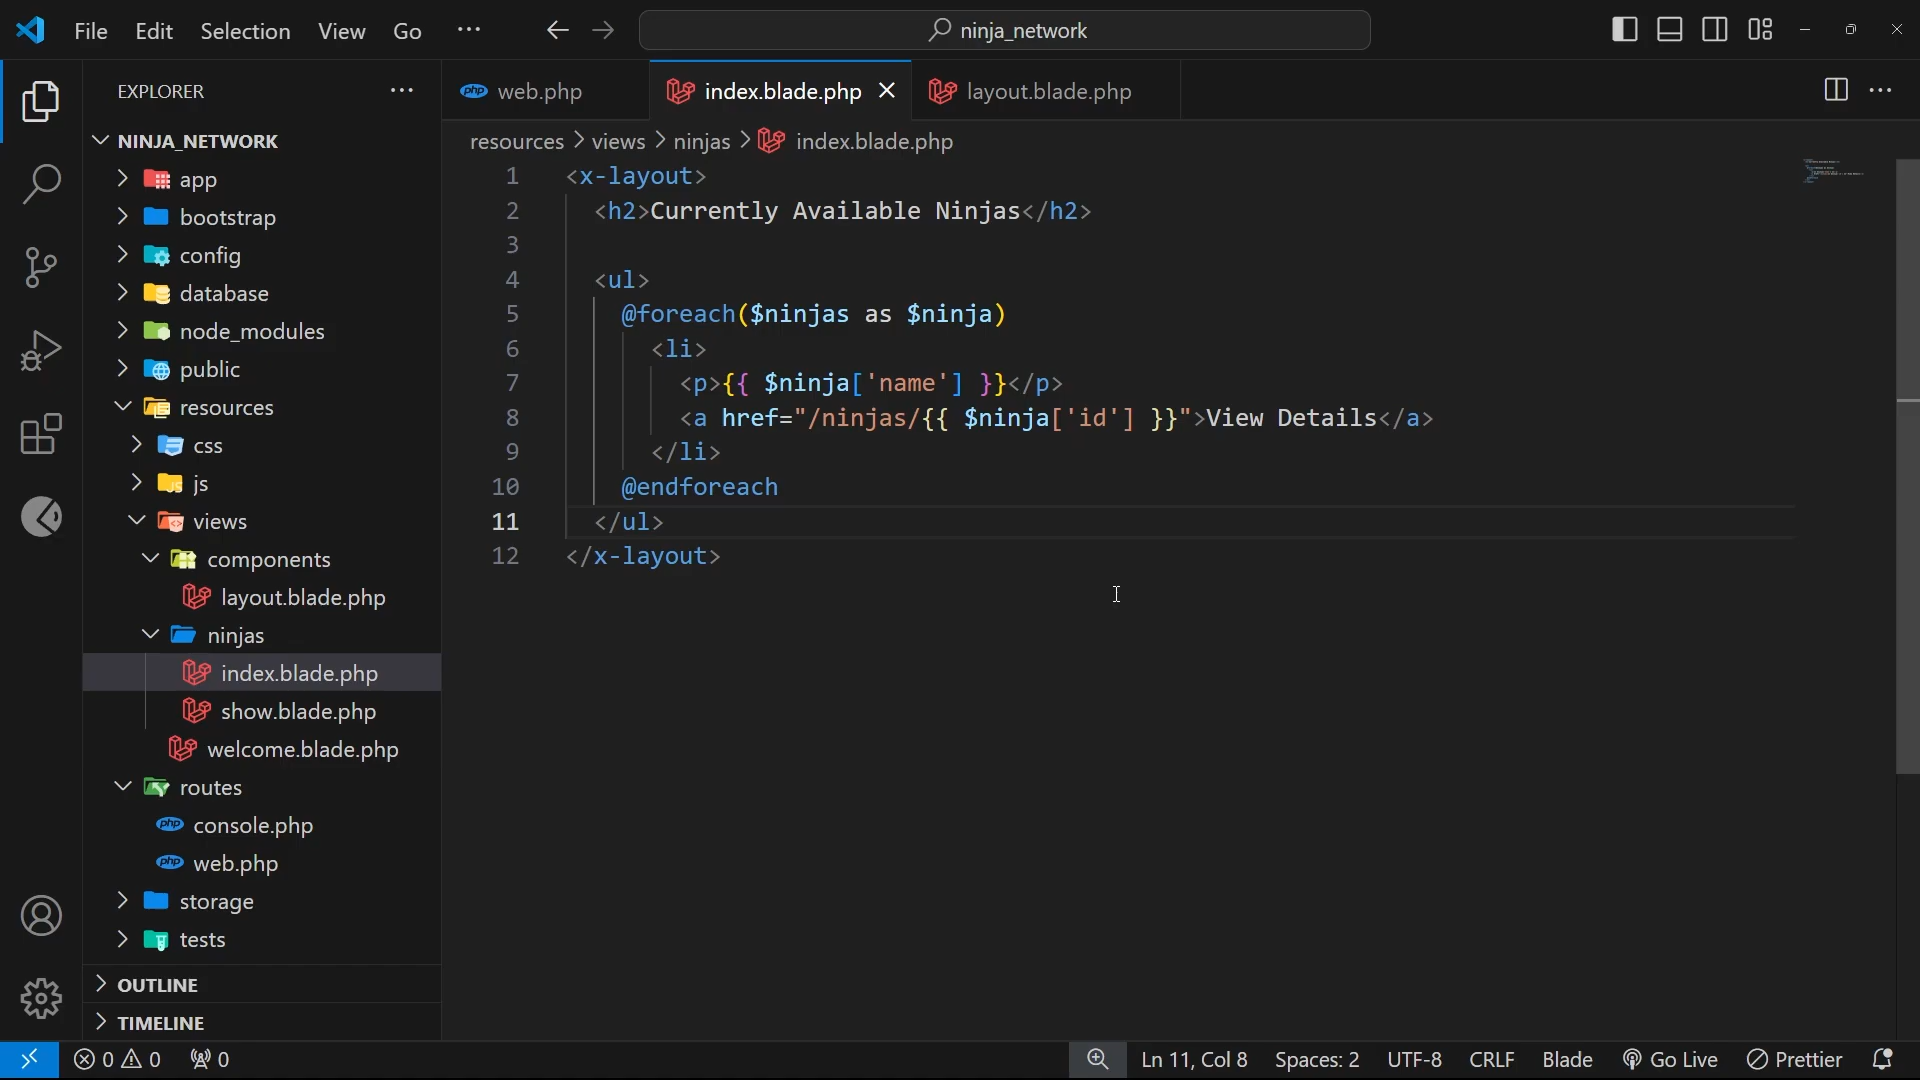 File Edit Selection View Go ··· ninja_network
EXPLORER ···
NINJA_NETWORK
app
bootstrap
config
database
node_modules
public
resources
css
js
views
components
layout.blade.php
ninjas
index.blade.php
show.blade.php
welcome.blade.php
routes
php console.php
php web.php
storage
tests
OUTLINE
TIMELINE
php web.php index.blade.php layout.blade.php
resources > views > ninjas > index.blade.php
1 <x-layout>
2 <h2>Currently Available Ninjas</h2>
3
4 <ul>
5 @foreach($ninjas as $ninja)
6 <li>
7 <p>{{ $ninja['name'] }}</p>
8 <a href="/ninjas/{{ $ninja['id'] }}">View Details</a>
9 </li>
10 @endforeach
11 </ul>
12 </x-layout>
0 0 0 Ln 11, Col 8 Spaces: 2 UTF-8 CRLF Blade Go Live Prettier